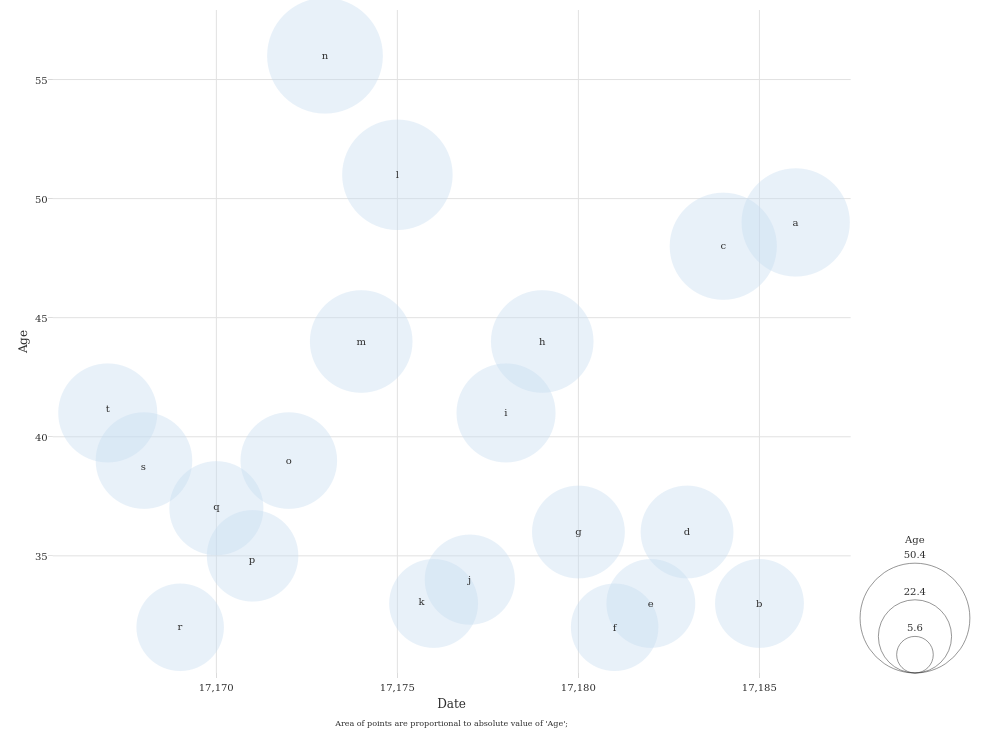 n
55
l
50
a
c
45
m
h
Age
t
i
40
s
o
q
g
d
35
p
j
k
e
b
r
f
17,170
17,175
17,180
17,185
Date
Age
50.4
22.4
5.6
Area of points are proportional to absolute value of 'Age';